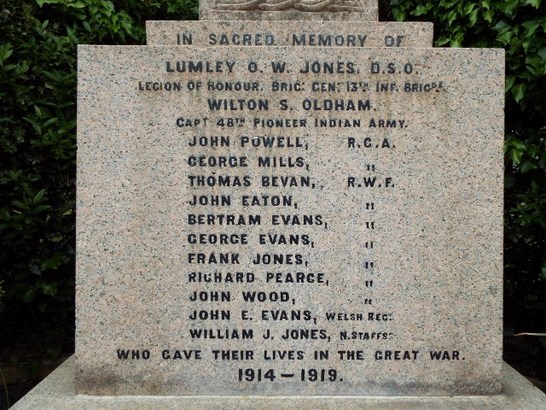 IN SACRED MEMORY OF
LUMLEY O. W. JONES, D.S.O.
LEGION OF HONOUR. BRIG: GEN: 13TH INF. BRIGDE.
WILTON S. OLDHAM.
CAPT 48TH PIONEER INDIAN ARMY.
JOHN POWELL, R.G.A.
GEORGE MILLS, "
THOMAS BEVAN, R.W.F.
JOHN EATON, "
BERTRAM EVANS, "
GEORGE EVANS, "
FRANK JONES, "
RICHARD PEARCE, "
JOHN WOOD, "
JOHN E. EVANS, WELSH REG:
WILLIAM J. JONES, N.STAFFS:
WHO GAVE THEIR LIVES IN THE GREAT WAR.
1914 — 1919.